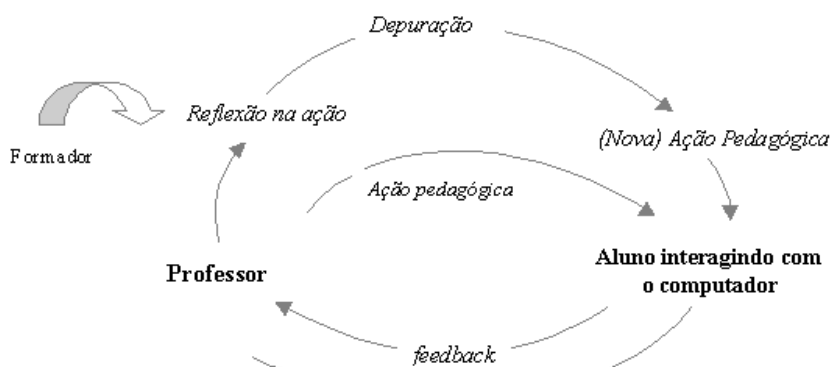 Depuração
Reflexão na ação
(Nova) Ação Pedagógica
Formador
Ação pedagógica
Professor
Aluno interagindo com
o computador
feedback